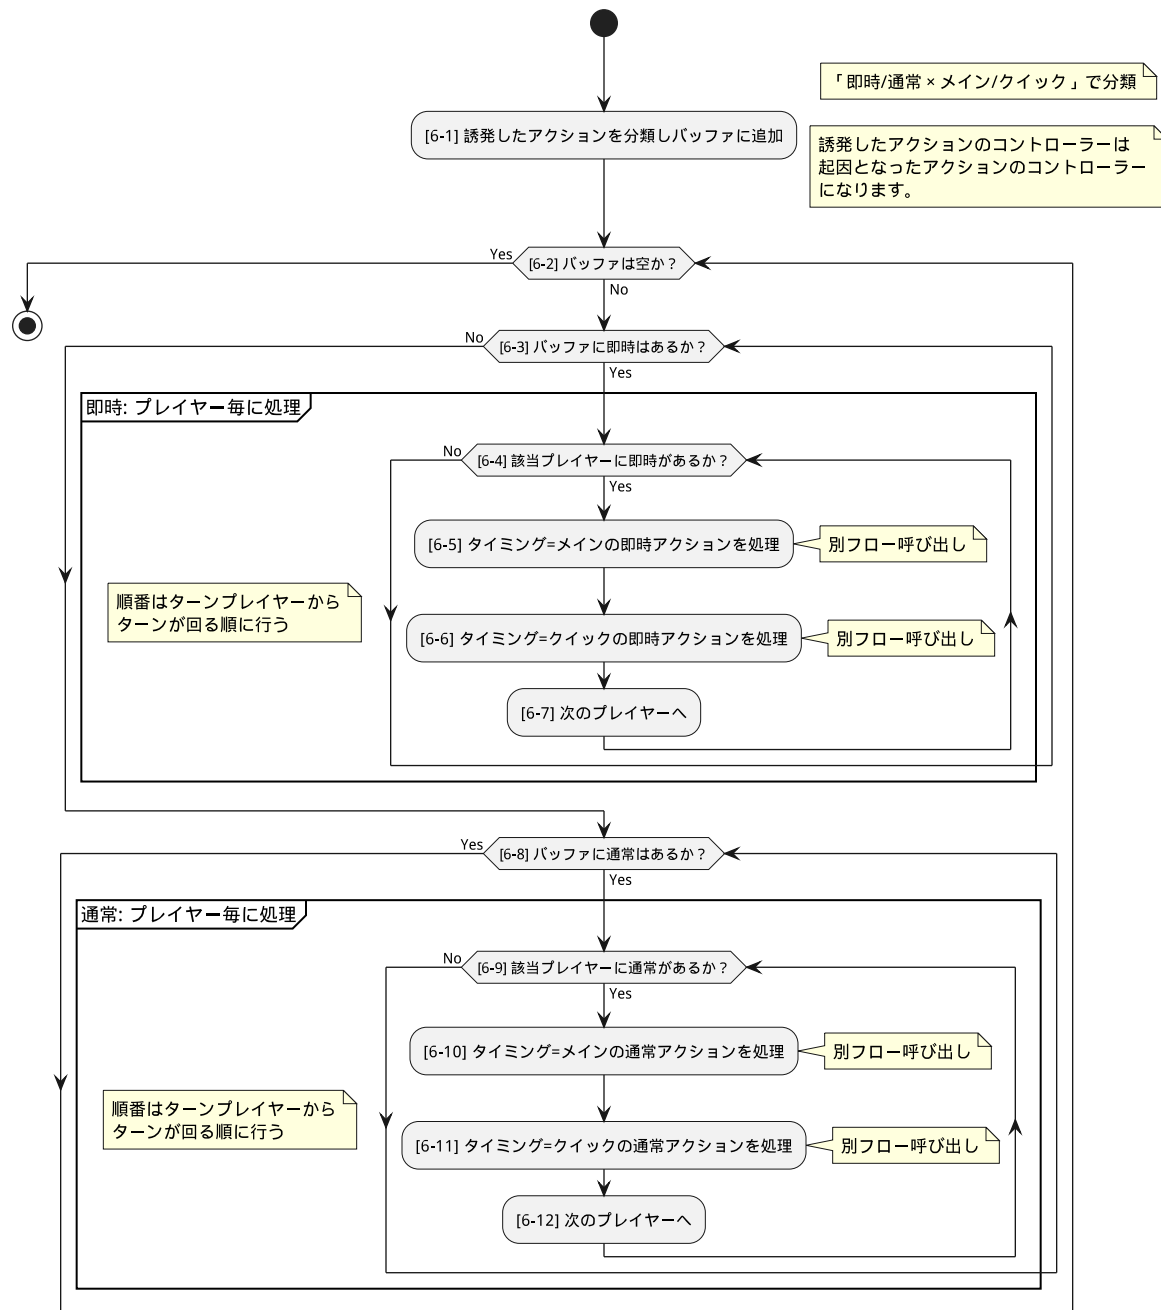 「即時/通常 × メイン/クイック」で分類
[6-1] 誘発したアクションを分類しバッファに追加
誘発したアクションのコントローラーは
起因となったアクションのコントローラー
になります。
Yes
[6-2] バッファは空か？
No
No
[6-3] バッファに即時はあるか？
Yes
即時: プレイヤー毎に処理
No
[6-4] 該当プレイヤーに即時があるか？
Yes
[6-5] タイミング=メインの即時アクションを処理
別フロー呼び出し
順番はターンプレイヤーから
ターンが回る順に行う
[6-6] タイミング=クイックの即時アクションを処理
別フロー呼び出し
[6-7] 次のプレイヤーへ
Yes
[6-8] バッファに通常はあるか？
Yes
通常: プレイヤー毎に処理
No
[6-9] 該当プレイヤーに通常があるか？
Yes
[6-10] タイミング=メインの通常アクションを処理
別フロー呼び出し
順番はターンプレイヤーから
ターンが回る順に行う
[6-11] タイミング=クイックの通常アクションを処理
別フロー呼び出し
[6-12] 次のプレイヤーへ